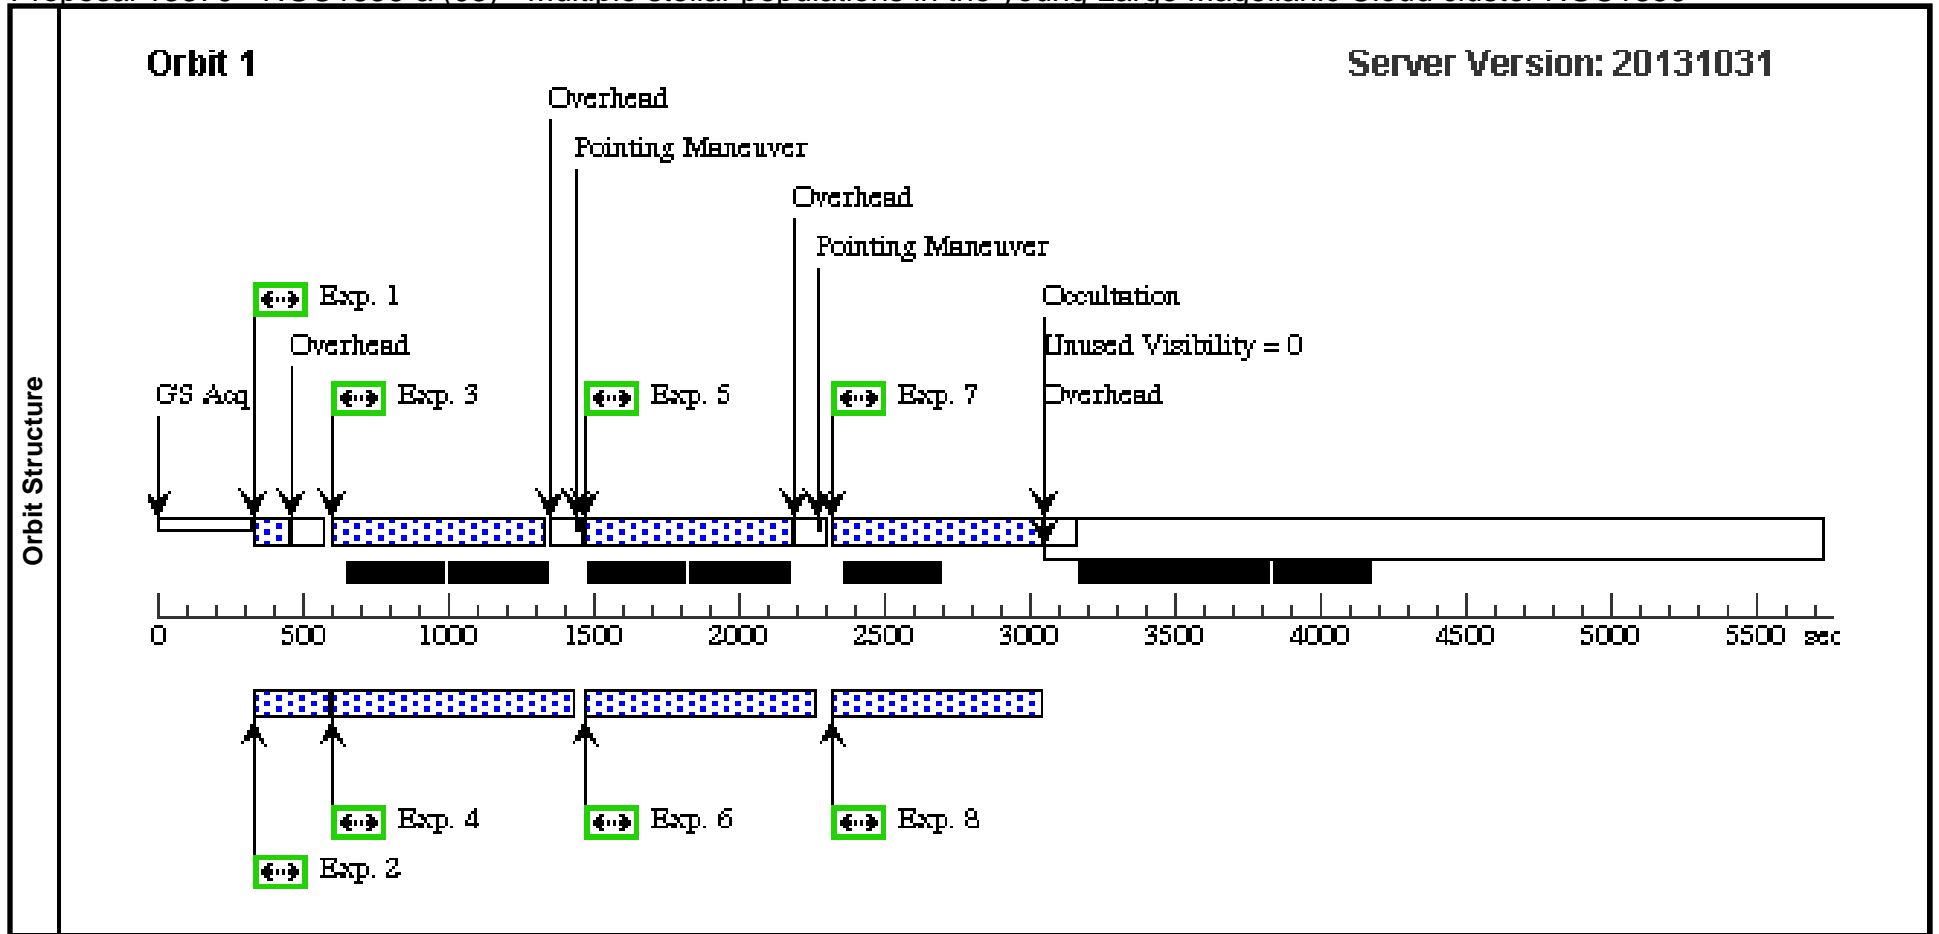 Orbit 1
Server Version: 20131031
Overhead
Pointing Maneuver
Overhead
Pointing Maneuver
Exp. 1
Occultation
Overhead
Unused Visibility = 0
GS Acq
Exp. 3
Exp. 5
Exp. 7
Overhead
Orbit Structure
0 500 1000 1500 2000 2500 3000 3500 4000 4500 5000 5500 sec
Exp. 4
Exp. 6
Exp. 8
Exp. 2